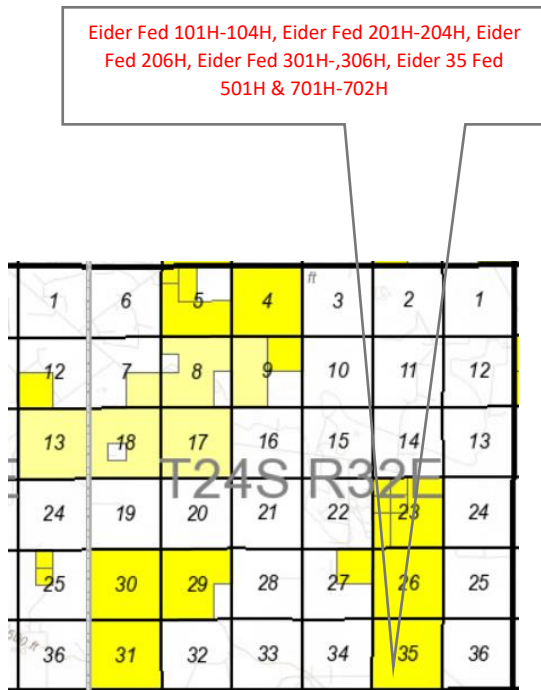 Eider Fed 101H-104H, Eider Fed 201H-204H, Eider
Fed 206H, Eider Fed 301H-,306H, Eider 35 Fed
501H & 701H-702H
ft
1 6 5 4 3 2 1
12 7 8 9 10 11 12
13 18 17 16 15 14 13
T24S R32E
24 19 20 21 22 23 24
25 30 29 28 27 26 25
500 ft
36 31 32 33 34 35 36